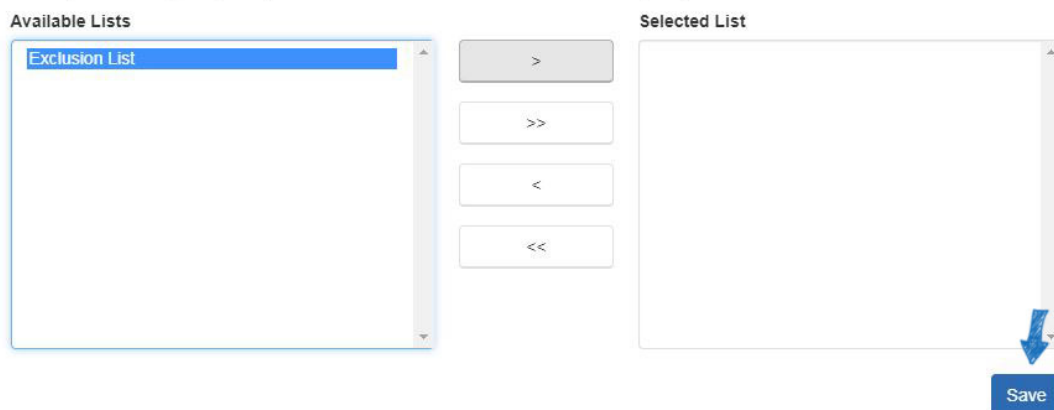 Available Lists
Selected List
Exclusion List
>
>>
<
<<
Save